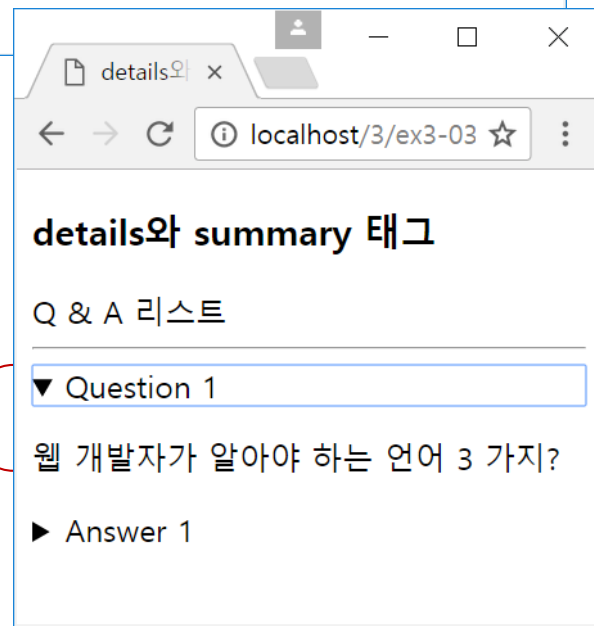 details와
localhost/3/ex3-03
details와 summary 태그
Q & A 리스트
▼ Question 1
웹 개발자가 알아야 하는 언어 3 가지?
▶ Answer 1